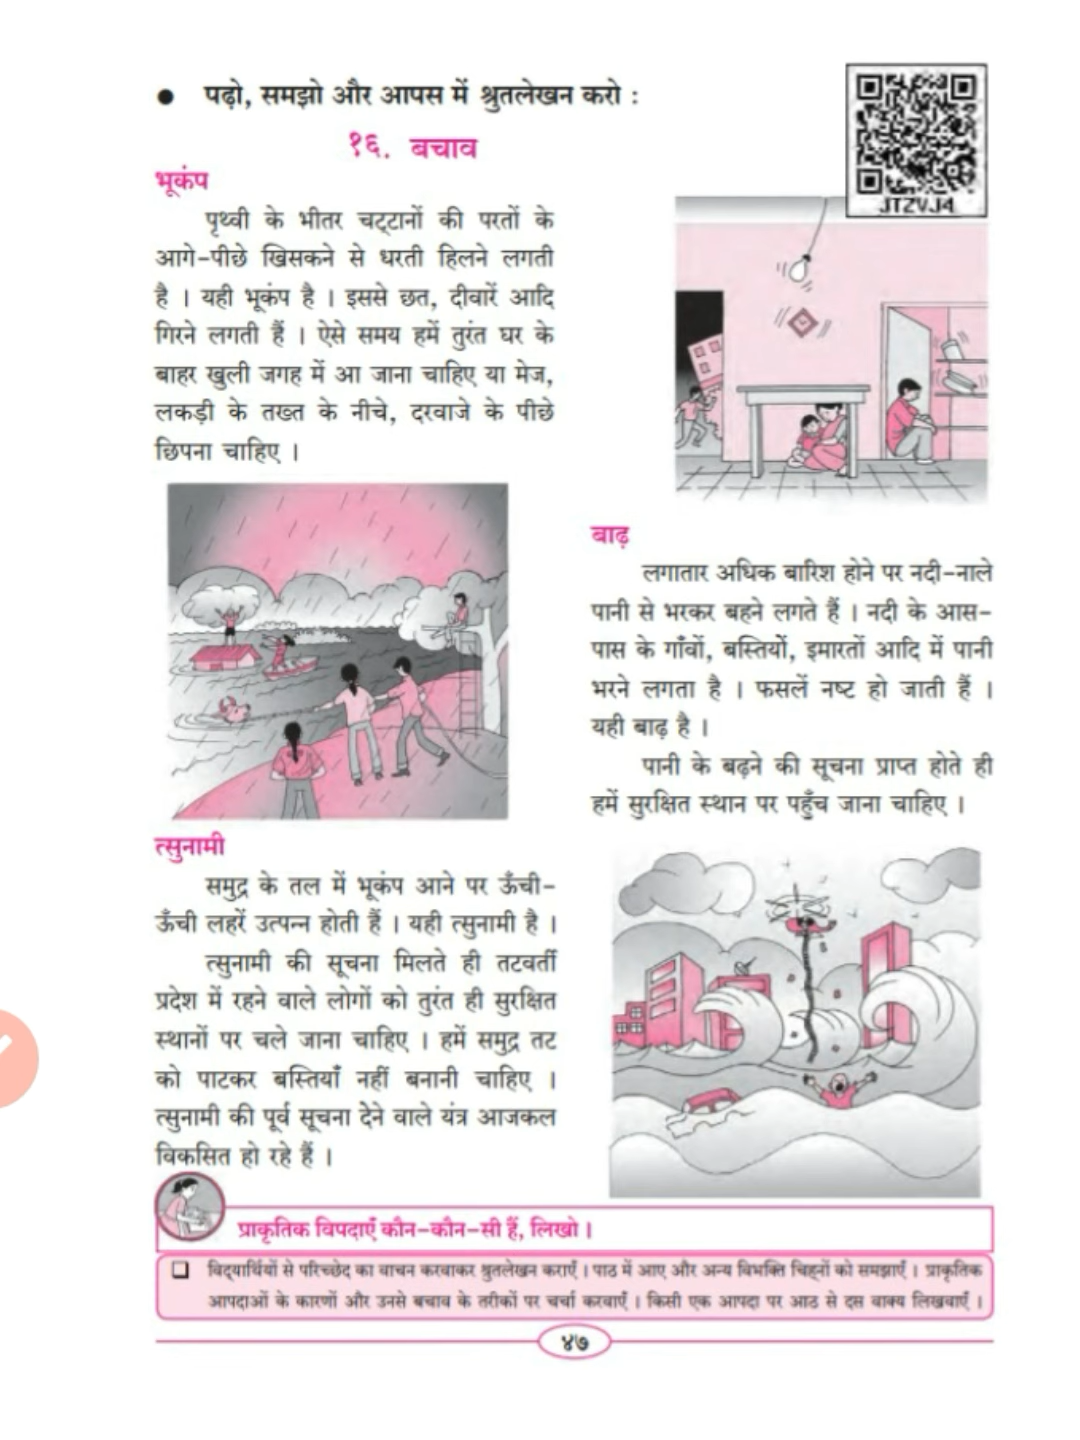 ● पढ़ो, समझो और आपस में श्रुतलेखन करो :
१६. बचाव
JTZVJ4
भूकंप
पृथ्वी के भीतर चट्‌टानों की परतों के
आगे-पीछे खिसकने से धरती हिलने लगती
है । यही भूकंप है । इससे छत, दीवारें आदि
गिरने लगती हैं । ऐसे समय हमें तुरंत घर के
बाहर खुली जगह में आ जाना चाहिए या मेज,
लकड़ी के तख्त के नीचे, दरवाजे के पीछे
छिपना चाहिए ।
बाढ़
लगातार अधिक बारिश होने पर नदी-नाले
पानी से भरकर बहने लगते हैं । नदी के आस-
पास के गाँवों, बस्तियों, इमारतों आदि में पानी
भरने लगता है । फसलें नष्ट हो जाती हैं ।
यही बाढ़ है ।
पानी के बढ़ने की सूचना प्राप्त होते ही
हमें सुरक्षित स्थान पर पहुँच जाना चाहिए ।
त्सुनामी
समुद्र के तल में भूकंप आने पर ऊँची-
ऊँची लहरें उत्पन्न होती हैं । यही त्सुनामी है ।
त्सुनामी की सूचना मिलते ही तटवर्ती
प्रदेश में रहने वाले लोगों को तुरंत ही सुरक्षित
स्थानों पर चले जाना चाहिए । हमें समुद्र तट
को पाटकर बस्तियाँ नहीं बनानी चाहिए ।
त्सुनामी की पूर्व सूचना देने वाले यंत्र आजकल
विकसित हो रहे हैं ।
प्राकृतिक विपदाएँ कौन-कौन-सी हैं, लिखो ।
❑ विद्‌यार्थियों से परिच्छेद का वाचन करवाकर श्रुतलेखन कराएँ । पाठ में आए और अन्य विभक्ति चिह्‌नों को समझाएँ । प्राकृतिक
आपदाओं के कारणों और उनसे बचाव के तरीकों पर चर्चा करवाएँ । किसी एक आपदा पर आठ से दस वाक्य लिखवाएँ ।
४७